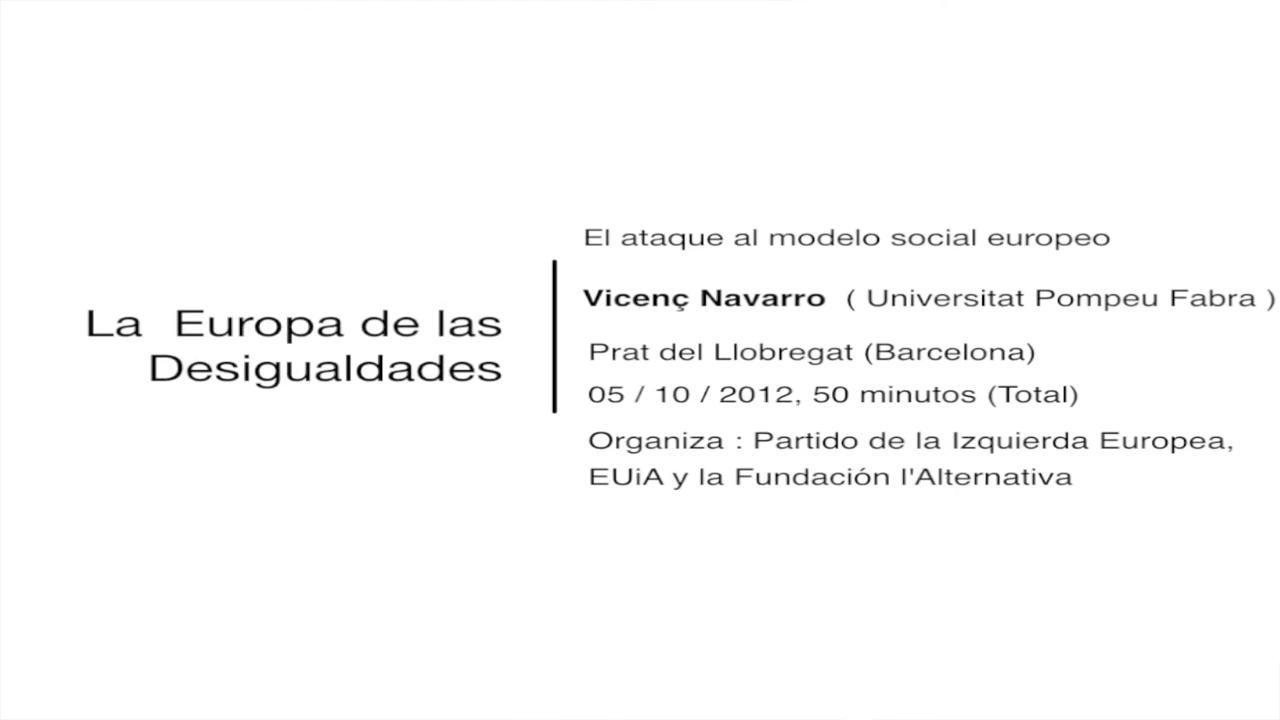 La Europa de las
Desigualdades
El ataque al modelo social europeo
Vicenç Navarro ( Universitat Pompeu Fabra )
Prat del Llobregat (Barcelona)
05 / 10 / 2012, 50 minutos (Total)
Organiza : Partido de la Izquierda Europea,
EUiA y la Fundación l'Alternativa